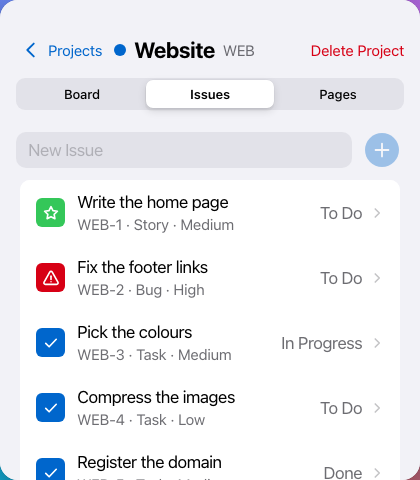 Projects Website WEB Delete Project
Board Issues Pages
New Issue
Write the home page
WEB-1 · Story · Medium
To Do
Fix the footer links
WEB-2 · Bug · High
To Do
Pick the colours
WEB-3 · Task · Medium
In Progress
Compress the images
WEB-4 · Task · Low
To Do
Register the domain
Done